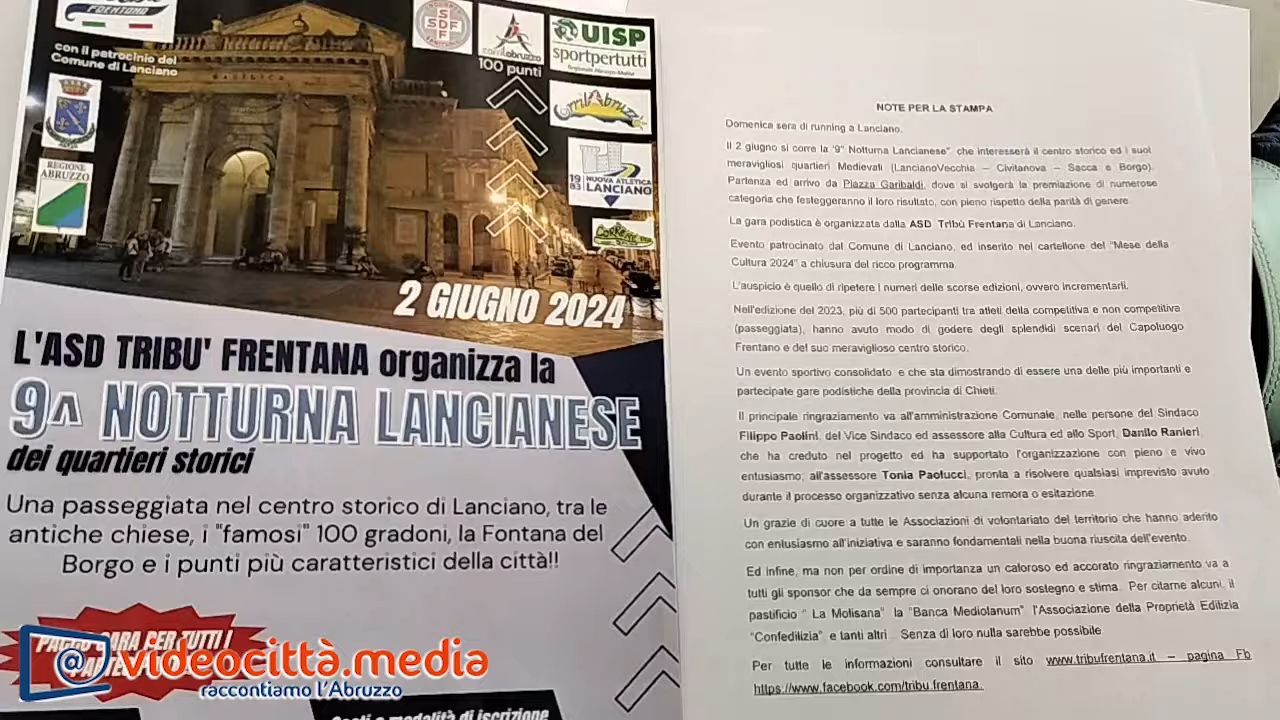 FRENTANA
con il patrocinio del
Comune di Lanciano
REGIONE
ABRUZZO
BASILICA
SDF
corrilabruzzo
100 punti
UISP
sportpertutti
Corrilabruzzo
19 83 NUOVA ATLETICA
LANCIANO
CORRERE
2 GIUGNO 2024
L'ASD TRIBU' FRENTANA organizza la
9^ NOTTURNA LANCIANESE
dei quartieri storici
Una passeggiata nel centro storico di Lanciano, tra le
antiche chiese, i "famosi" 100 gradoni, la Fontana del
Borgo e i punti più caratteristici della città!!
PACCO GARA PER TUTTI I
@videocittà.media
raccontiamo l'Abruzzo
Costi e modalità di iscrizione
NOTE PER LA STAMPA
Domenica sera di running a Lanciano.
Il 2 giugno si corre la "9° Notturna Lancianese" che interesserà il centro storico ed i suoi
meravigliosi quartieri Medievali (LancianoVecchia – Civitanova – Sacca e Borgo).
Partenza ed arrivo da Piazza Garibaldi, dove si svolgerà la premiazione di numerose
categoria che festeggeranno il loro risultato, con pieno rispetto della parità di genere.
La gara podistica è organizzata dalla ASD Tribù Frentana di Lanciano.
Evento patrocinato dal Comune di Lanciano, ed inserito nel cartellone del "Mese della
Cultura 2024" a chiusura del ricco programma.
L'auspicio è quello di ripetere i numeri delle scorse edizioni, ovvero incrementarli.
Nell'edizione del 2023, più di 500 partecipanti tra atleti della competitiva e non competitiva
(passeggiata), hanno avuto modo di godere degli splendidi scenari del Capoluogo
Frentano e del suo meraviglioso centro storico.
Un evento sportivo consolidato e che sta dimostrando di essere una delle più importanti e
partecipate gare podistiche della provincia di Chieti.
Il principale ringraziamento va all'amministrazione Comunale, nelle persone del Sindaco
Filippo Paolini, del Vice Sindaco ed assessore alla Cultura ed allo Sport, Danilo Ranieri,
che ha creduto nel progetto ed ha supportato l'organizzazione con pieno e vivo
entusiasmo, all'assessore Tonia Paolucci, pronta a risolvere qualsiasi imprevisto avuto
durante il processo organizzativo senza alcuna remora o esitazione.
Un grazie di cuore a tutte le Associazioni di volontariato del territorio che hanno aderito
con entusiasmo all'iniziativa e saranno fondamentali nella buona riuscita dell'evento.
Ed infine, ma non per ordine di importanza un caloroso ed accorato ringraziamento va a
tutti gli sponsor che da sempre ci onorano del loro sostegno e stima. Per citarne alcuni, il
pastificio " La Molisana" la "Banca Mediolanum" l'Associazione della Proprietà Edilizia
"Confedilizia" e tanti altri . Senza di loro nulla sarebbe possibile.
Per tutte le informazioni consultare il sito www.tribufrentana.it – pagina Fb
https://www.facebook.com/tribu.frentana.